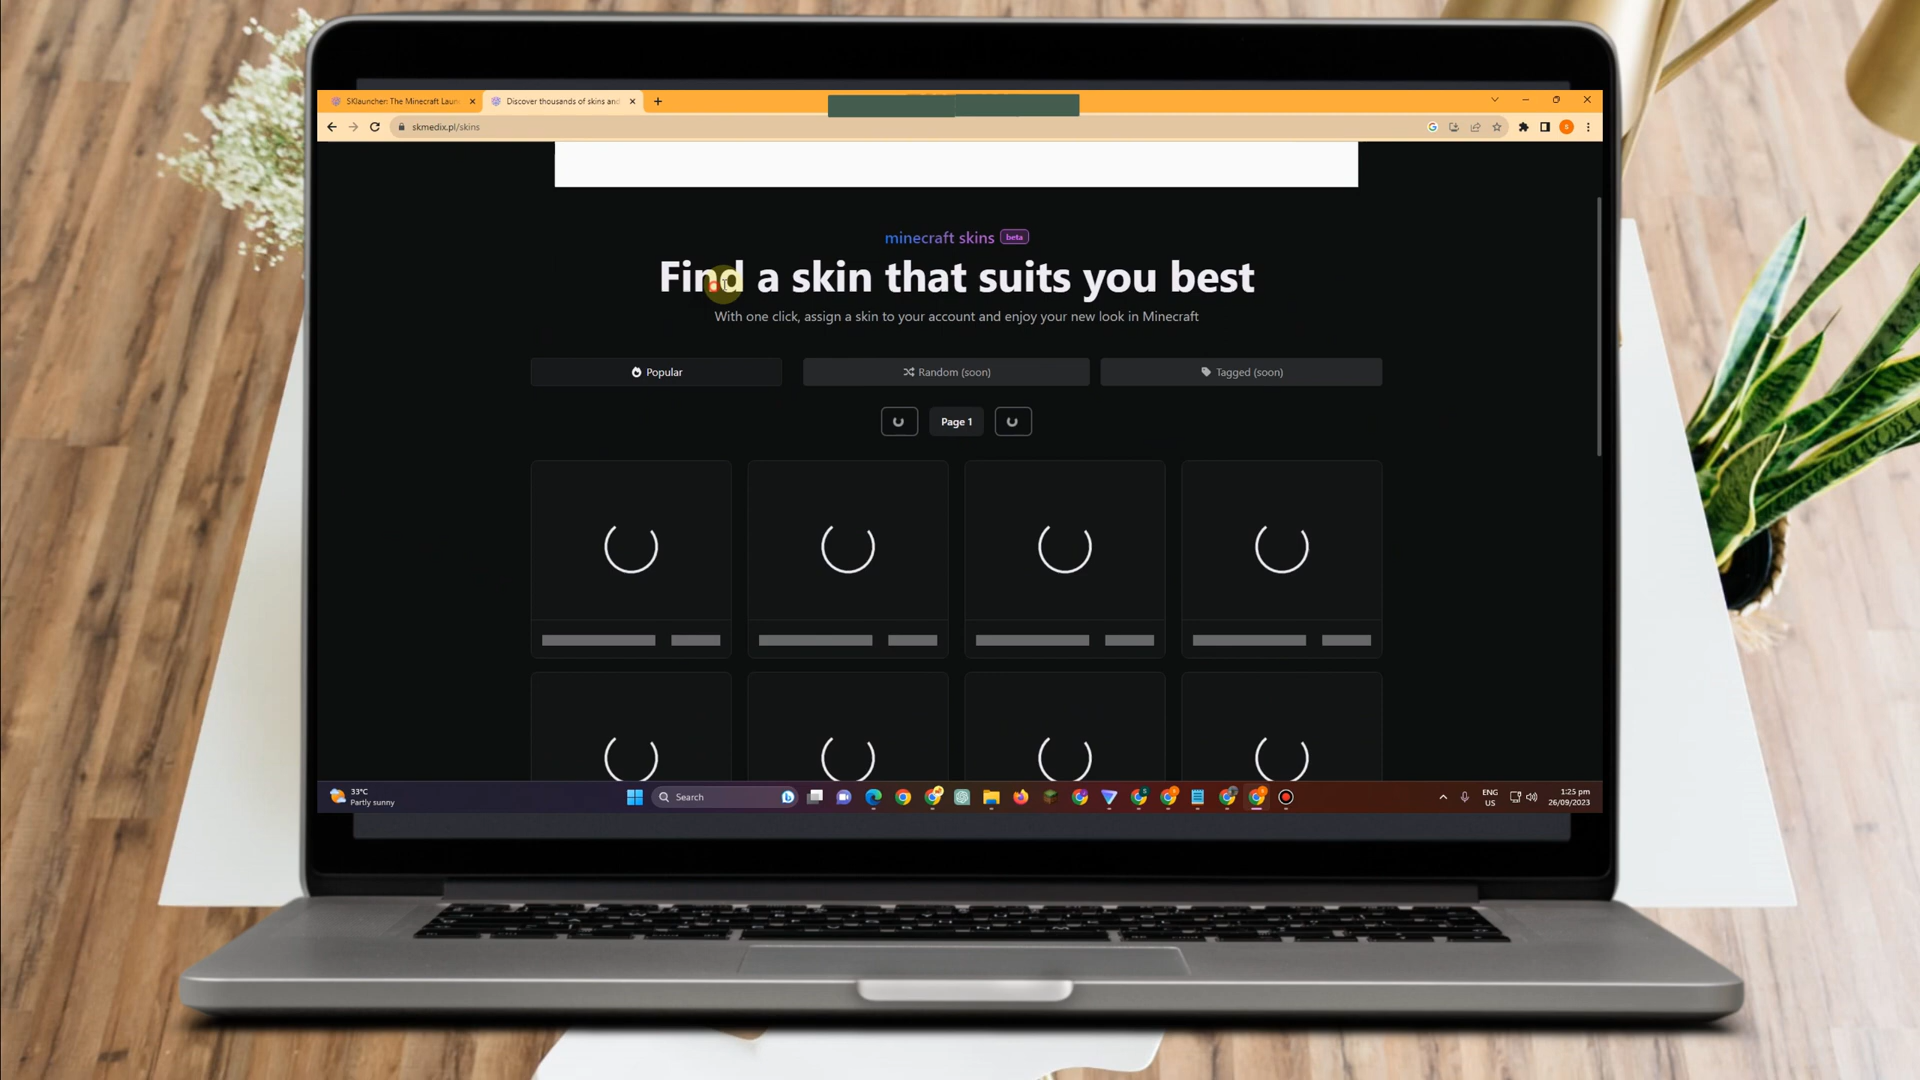 SKlauncher: The Minecraft Laun
Discover thousands of skins and
skmedix.pl/skins
minecraft skins beta
Find a skin that suits you best
With one click, assign a skin to your account and enjoy your new look in Minecraft
Popular
Random (soon)
Tagged (soon)
Page 1
33°C
Partly sunny
Search
ENG
US
1:25 pm
26/09/2023